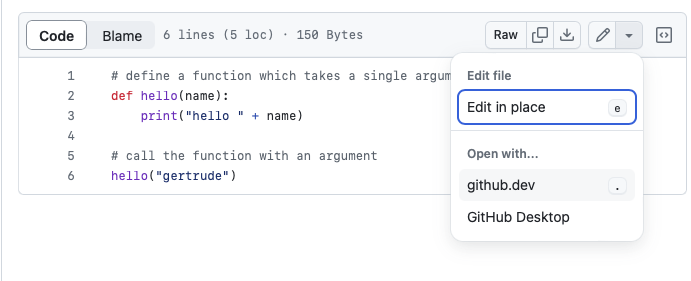 Code Blame 6 lines (5 loc) · 150 Bytes Raw
Edit file
Edit in place e
Open with...
github.dev .
GitHub Desktop
1 # define a function which takes a single
2 def hello(name):
3 print("hello " + name)
4
5 # call the function with an argument
6 hello("gertrude")